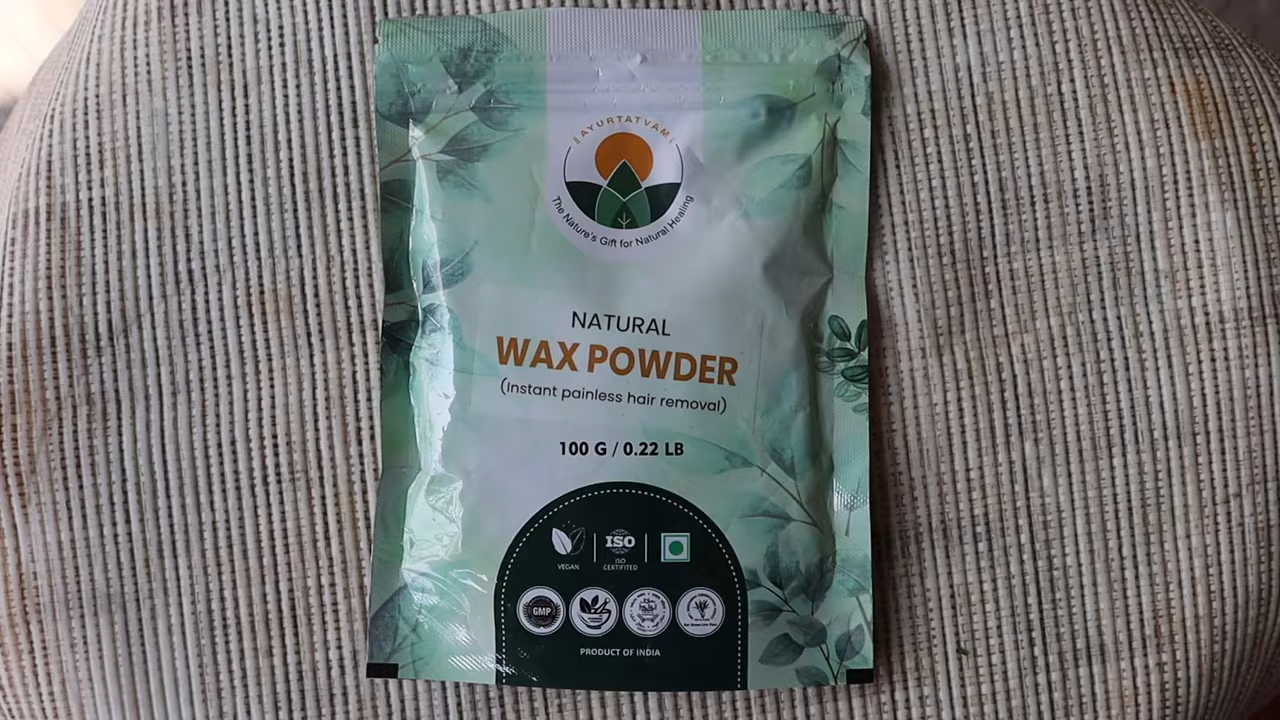 ॥AYURTATVAM॥
The Nature's Gift for Natural Healing
NATURAL
WAX POWDER
(Instant painless hair removal)
100 G / 0.22 LB
VEGAN
ISO
ISO
CERTIFITED
GMP
PRODUCT OF INDIA